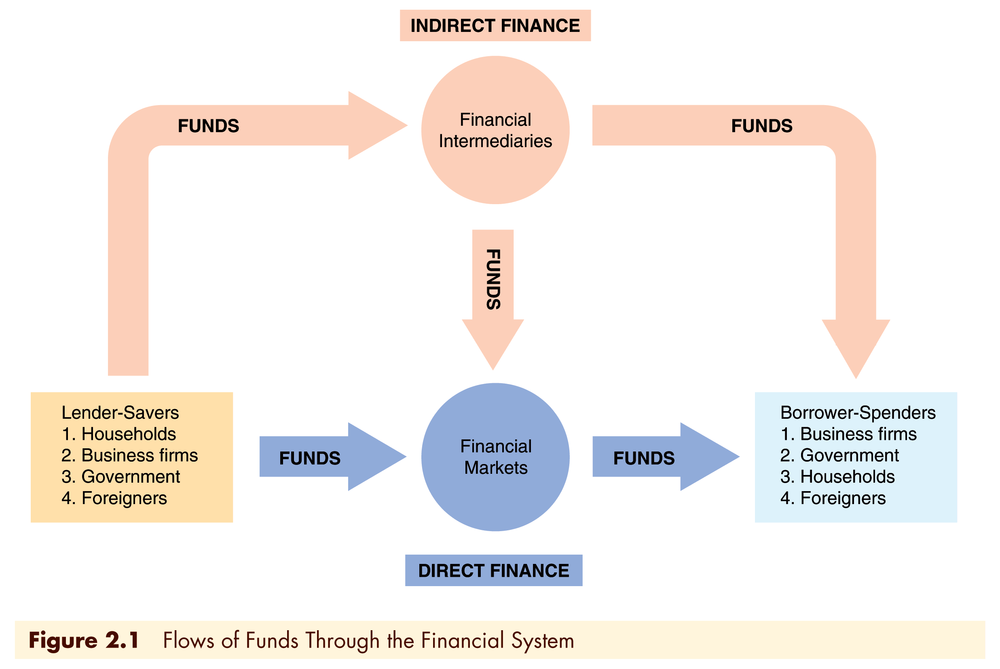 INDIRECT FINANCE
FUNDS
Financial
Intermediaries
FUNDS
FUNDS
Lender-Savers
1. Households
2. Business firms
3. Government
4. Foreigners
FUNDS
Financial
Markets
FUNDS
Borrower-Spenders
1. Business firms
2. Government
3. Households
4. Foreigners
DIRECT FINANCE
Figure 2.1 Flows of Funds Through the Financial System